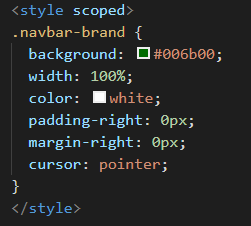 <style scoped>
.navbar-brand {
    background: #006b00;
    width: 100%;
    color: white;
    padding-right: 0px;
    margin-right: 0px;
    cursor: pointer;
}
</style>